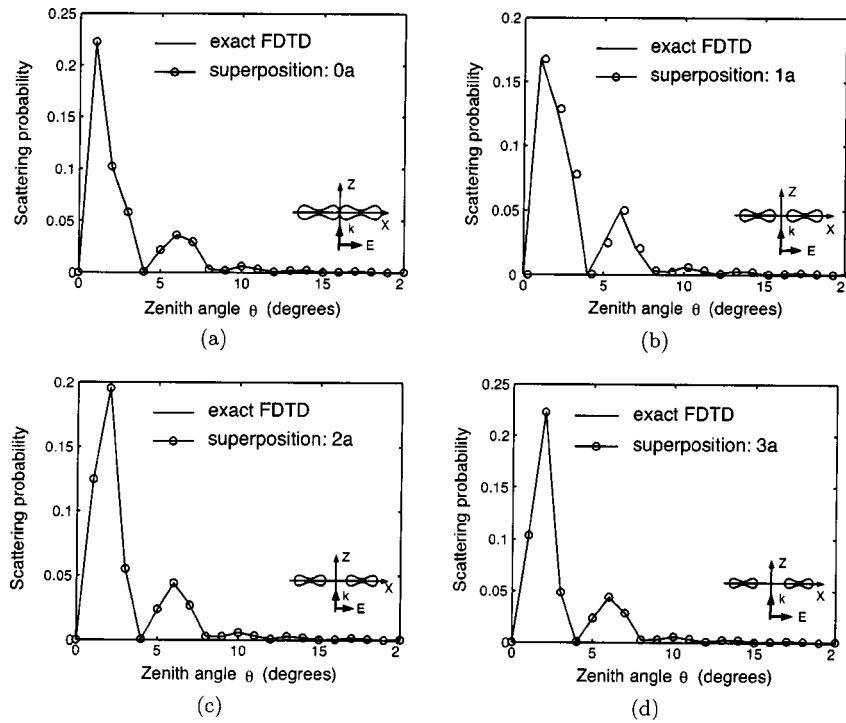 0.25
0.2
0.15
0.1
0.05
0
0 5 10 15 2
Scattering probability
Zenith angle θ (degrees)
exact FDTD
superposition: 0a
Z
X
k
E
(a)
0.2
0.15
0.1
0.05
0
0 5 10 15 2
Scattering probability
Zenith angle θ (degrees)
exact FDTD
superposition: 1a
Z
X
k
E
(b)
0.2
0.15
0.1
0.05
0
0 5 10 15 2
Scattering probability
Zenith angle θ (degrees)
exact FDTD
superposition: 2a
Z
X
k
E
(c)
0.25
0.2
0.15
0.1
0.05
0
0 5 10 15 2
Scattering probability
Zenith angle θ (degrees)
exact FDTD
superposition: 3a
Z
X
k
E
(d)